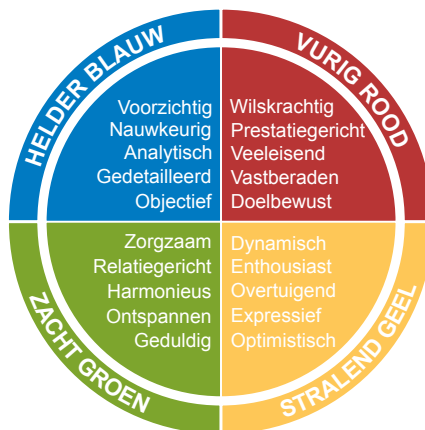 HELDER BLAUW
Voorzichtig
Nauwkeurig
Analytisch
Gedetailleerd
Objectief
VURIG ROOD
Wilskrachtig
Prestatiegericht
Veeleisend
Vastberaden
Doelbewust
ZACHT GROEN
Zorgzaam
Relatiegericht
Harmonieus
Ontspannen
Geduldig
STRALEND GEEL
Dynamisch
Enthousiast
Overtuigend
Expressief
Optimistisch